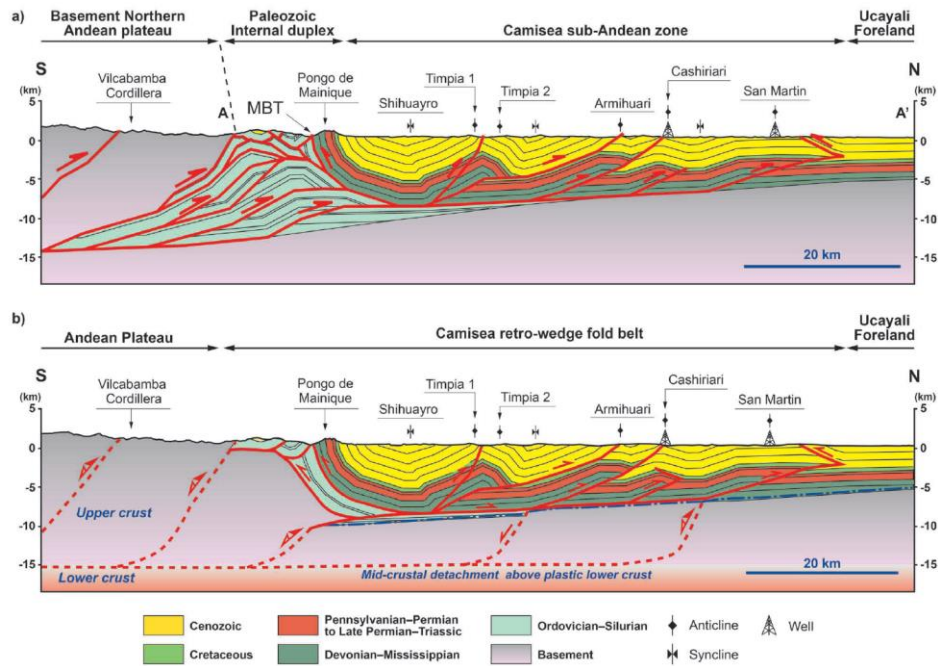 a)
Basement Northern
Andean plateau
Paleozoic
Internal duplex
Camisea sub-Andean zone
Ucayali
Foreland
S
N
(km)
Vilcabamba
Cordillera
A
MBT
Pongo de
Mainique
Shihuayro
Timpia 1
Timpia 2
Armihuari
Cashiriari
San Martin
A'
(km)
5
0
-5
-10
-15
5
0
-5
-10
-15
20 km
b)
Andean Plateau
Camisea retro-wedge fold belt
Ucayali
Foreland
S
N
(km)
Vilcabamba
Cordillera
Pongo de
Mainique
Shihuayro
Timpia 1
Timpia 2
Armihuari
Cashiriari
San Martin
(km)
5
0
-5
-10
-15
5
0
-5
-10
-15
Upper crust
Lower crust
Mid-crustal detachment above plastic lower crust
20 km
Cenozoic
Pennsylvanian–Permian
to Late Permian–Triassic
Ordovician–Silurian
Anticline
Well
Cretaceous
Devonian–Mississippian
Basement
Syncline